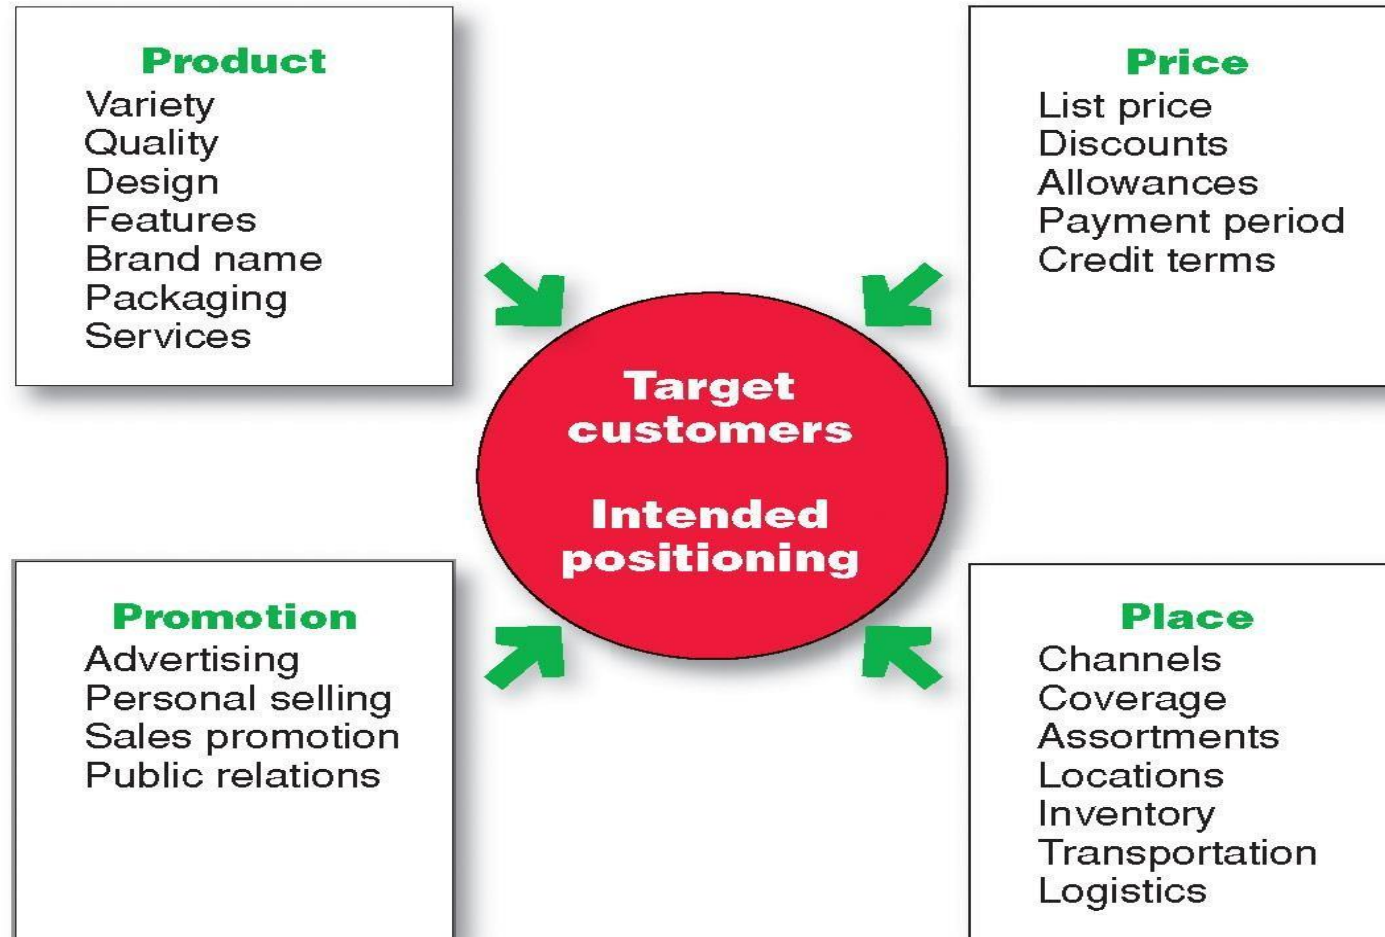 Product
Variety
Quality
Design
Features
Brand name
Packaging
Services
Price
List price
Discounts
Allowances
Payment period
Credit terms
Target
customers
Intended
positioning
Promotion
Advertising
Personal selling
Sales promotion
Public relations
Place
Channels
Coverage
Assortments
Locations
Inventory
Transportation
Logistics